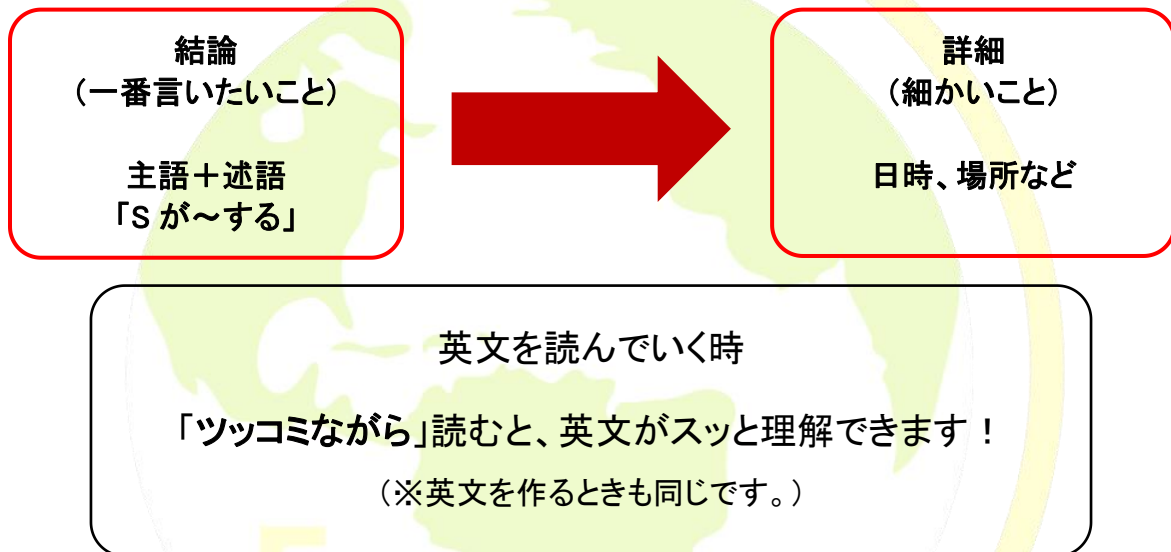 結論
(一番言いたいこと)
主語＋述語
「S が～する」
詳細
(細かいこと)
日時、場所など
英文を読んでいく時
「ツッコミながら」読むと、英文がスッと理解できます！
(※英文を作るときも同じです。)